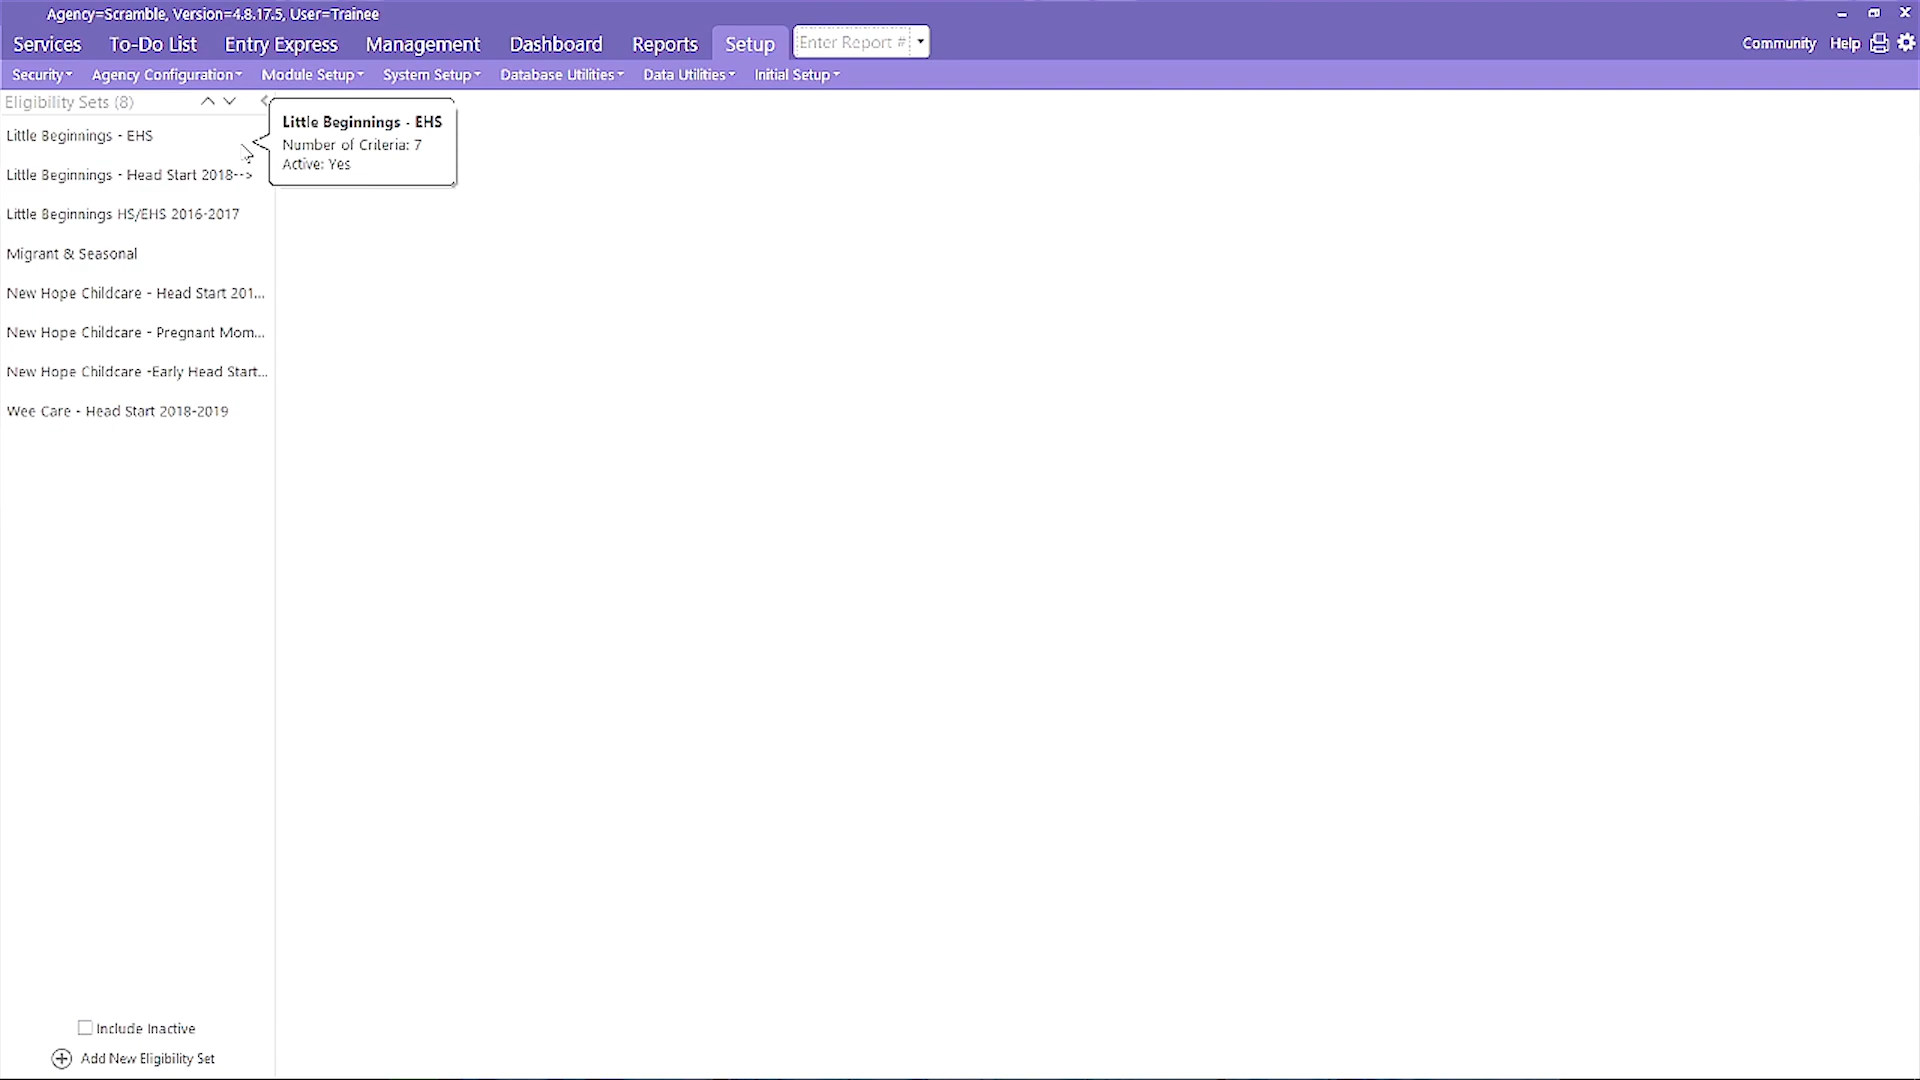 Agency=Scramble, Version=4.8.17.5, User=Trainee
Services To-Do List Entry Express Management Dashboard Reports Setup Enter Report # Community Help
Security Agency Configuration Module Setup System Setup Database Utilities Data Utilities Initial Setup
Eligibility Sets (8)
Little Beginnings - EHS
Little Beginnings - Head Start 2018-->
Little Beginnings HS/EHS 2016-2017
Migrant & Seasonal
New Hope Childcare - Head Start 201...
New Hope Childcare - Pregnant Mom...
New Hope Childcare -Early Head Start...
Wee Care - Head Start 2018-2019
Little Beginnings - EHS
Number of Criteria: 7
Active: Yes
Include Inactive
Add New Eligibility Set